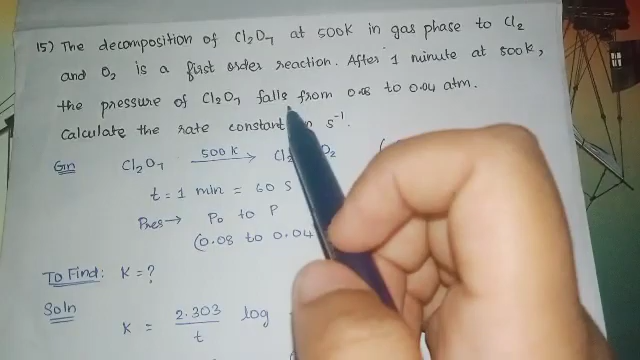 15) The decomposition of Cl2O7 at 500K in gas phase to Cl2
and O2 is a first order reaction. After 1 minute at 500K,
the pressure of Cl2O7 falls from 0.08 to 0.04 atm.
Calculate the rate constant s⁻¹.
Gn Cl2O7 500K → O2
t = 1 min = 60 S
Pres→ P0 to P
(0.08 to 0.04
To Find: K = ?
Soln
K = 2.303 / t log